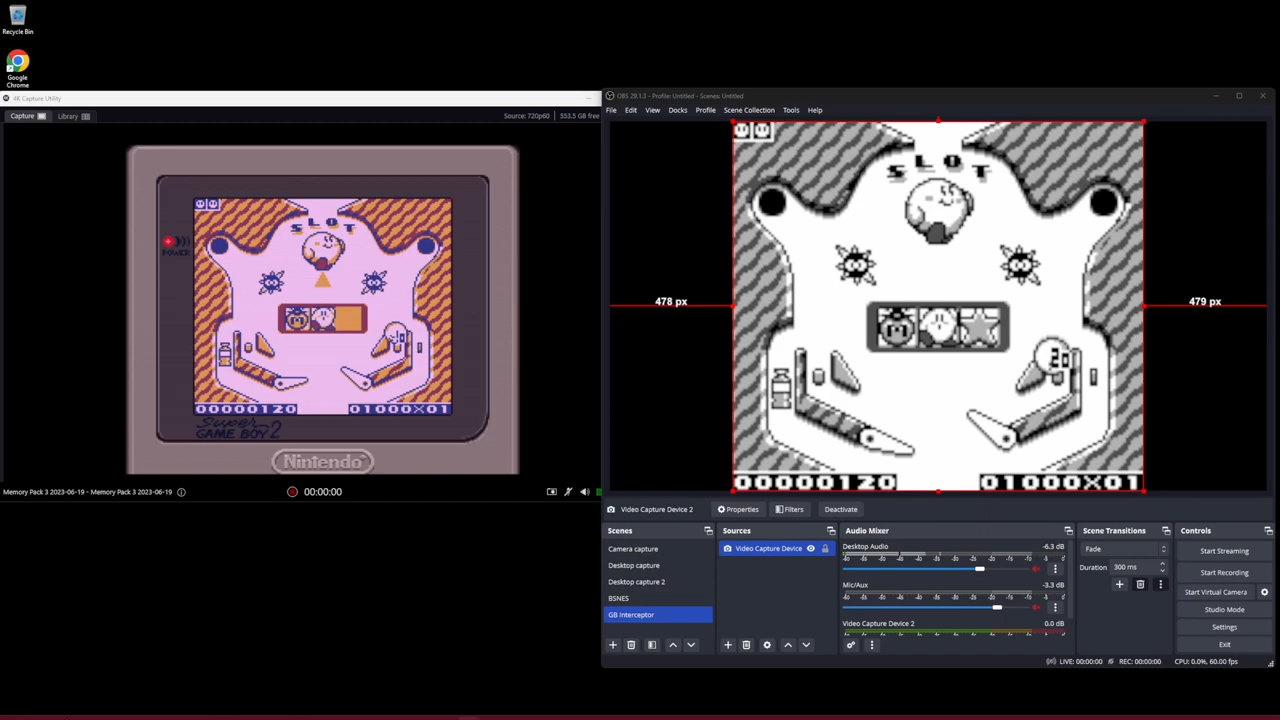 Recycle Bin
Google
Chrome
4K Capture Utility
Capture
Library
Source: 720p60
553.5 GB free
POWER
SLOT
00000120
01000X01
Super
GAME BOY 2
Nintendo
Memory Pack 3 2023-06-19 - Memory Pack 3 2023-06-19
00:00:00
OBS 29.1.3 - Profile: Untitled - Scenes: Untitled
File Edit View Docks Profile Scene Collection Tools Help
478 px
479 px
SLOT
00000120
01000X01
Video Capture Device 2
Properties
Filters
Deactivate
Scenes
Camera capture
Desktop capture
Desktop capture 2
BSNES
GB Interceptor
Sources
Video Capture Device
Audio Mixer
Desktop Audio
-6.3 dB
Mic/Aux
-3.3 dB
Video Capture Device 2
0.0 dB
Scene Transitions
Fade
Duration
300 ms
Controls
Start Streaming
Start Recording
Start Virtual Camera
Studio Mode
Settings
Exit
LIVE: 00:00:00
REC: 00:00:00
CPU: 0.0%, 60.00 fps